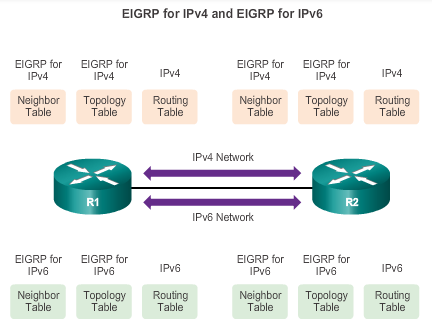 EIGRP for IPv4 and EIGRP for IPv6
EIGRP for
IPv4
EIGRP for
IPv4
IPv4
EIGRP for
IPv4
EIGRP for
IPv4
IPv4
Neighbor
Table
Topology
Table
Routing
Table
Neighbor
Table
Topology
Table
Routing
Table
IPv4 Network
R1
R2
IPv6 Network
EIGRP for
IPv6
EIGRP for
IPv6
IPv6
EIGRP for
IPv6
EIGRP for
IPv6
IPv6
Neighbor
Table
Topology
Table
Routing
Table
Neighbor
Table
Topology
Table
Routing
Table